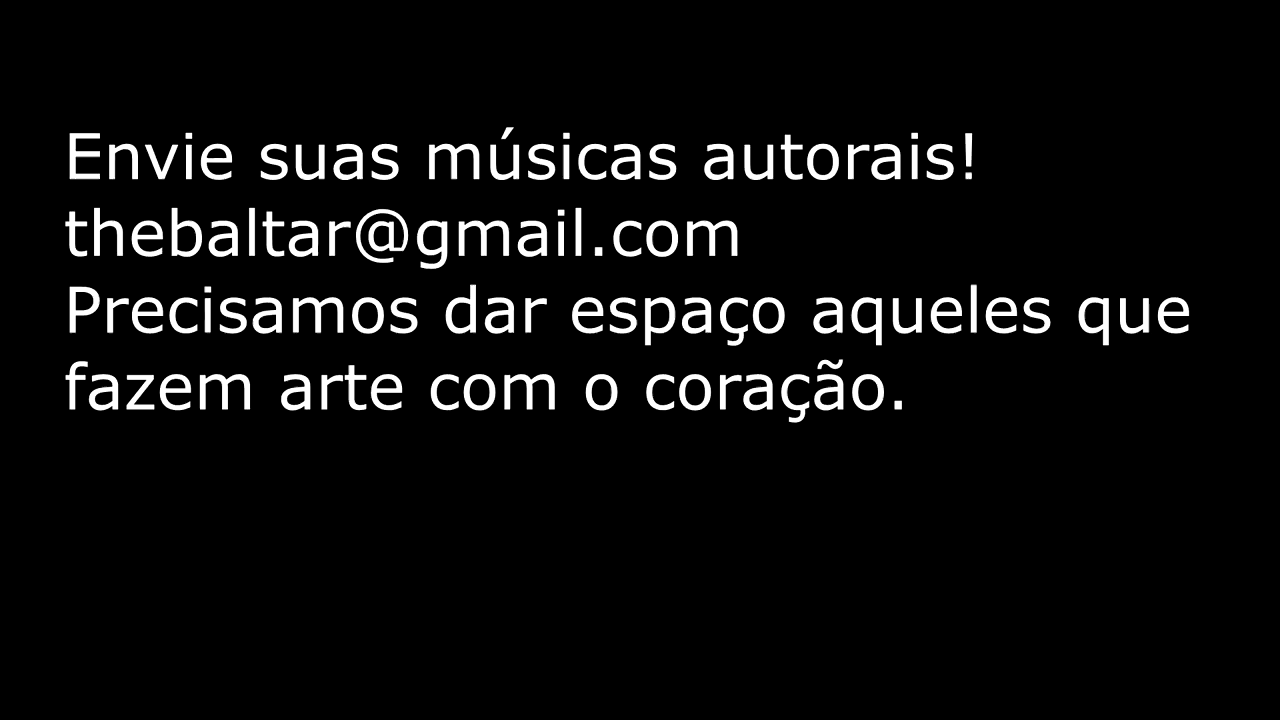 Envie suas músicas autorais!
thebaltar@gmail.com
Precisamos dar espaço aqueles que
fazem arte com o coração.